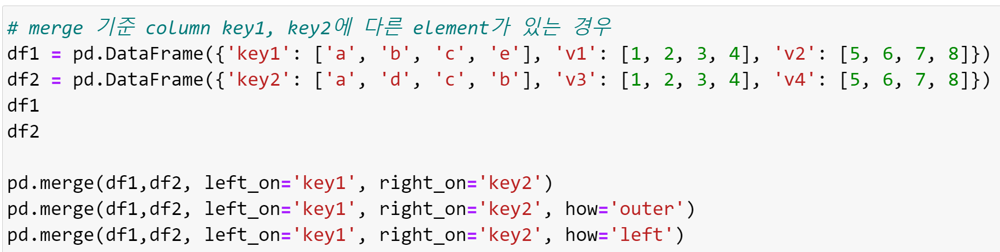 # merge 기준 column key1, key2에 다른 element가 있는 경우
df1 = pd.DataFrame({'key1': ['a', 'b', 'c', 'e'], 'v1': [1, 2, 3, 4], 'v2': [5, 6, 7, 8]})
df2 = pd.DataFrame({'key2': ['a', 'd', 'c', 'b'], 'v3': [1, 2, 3, 4], 'v4': [5, 6, 7, 8]})
df1
df2
pd.merge(df1,df2, left_on='key1', right_on='key2')
pd.merge(df1,df2, left_on='key1', right_on='key2', how='outer')
pd.merge(df1,df2, left_on='key1', right_on='key2', how='left')